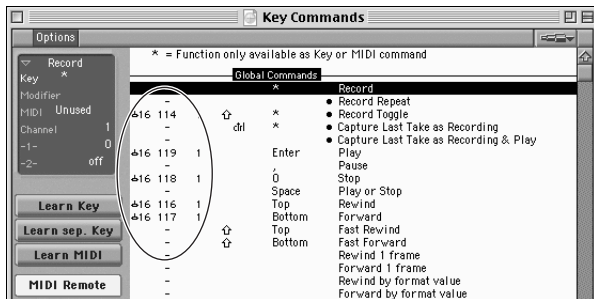 Key Commands
Options
Record
Key *
Modifier
MIDI Unused
Channel 1
-1- 0
-2- off
Learn Key
Learn sep. Key
Learn MIDI
MIDI Remote
* = Function only available as Key or MIDI command
Global Commands
* Record
- • Record Repeat
16 114 ⇧ * • Record Toggle
- ctrl * • Capture Last Take as Recording
- • Capture Last Take as Recording & Play
16 119 1 Enter Play
- , Pause
16 118 1 0 Stop
- Space Play or Stop
16 116 1 Top Rewind
16 117 1 Bottom Forward
- ⇧ Top Fast Rewind
- ⇧ Bottom Fast Forward
- Rewind 1 frame
- Forward 1 frame
- Rewind by format value
- Forward by format value